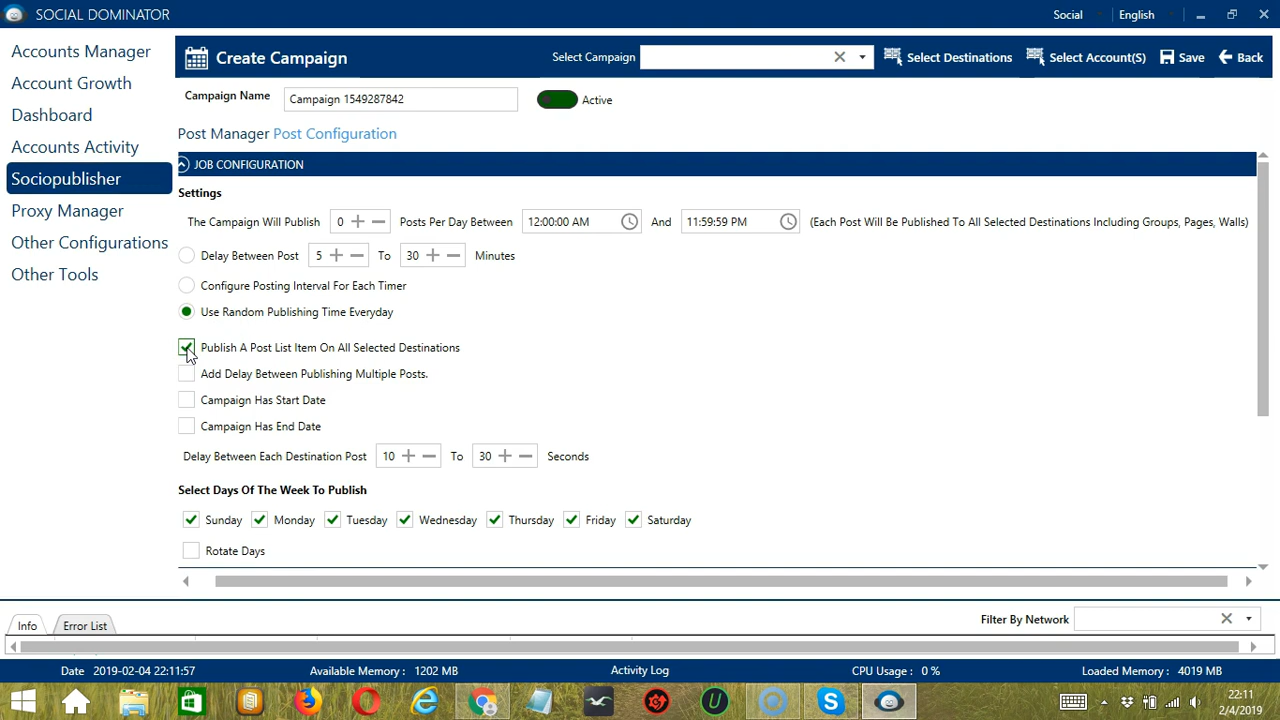 SOCIAL DOMINATOR
Social
English
Accounts Manager
Account Growth
Dashboard
Accounts Activity
Sociopublisher
Proxy Manager
Other Configurations
Other Tools
Create Campaign
Select Campaign
Select Destinations
Select Account(S)
Save
Back
Campaign Name
Campaign 1549287842
Active
Post Manager Post Configuration
JOB CONFIGURATION
Settings
The Campaign Will Publish 0 Posts Per Day Between 12:00:00 AM And 11:59:59 PM (Each Post Will Be Published To All Selected Destinations Including Groups, Pages, Walls)
Delay Between Post 5 To 30 Minutes
Configure Posting Interval For Each Timer
Use Random Publishing Time Everyday
Publish A Post List Item On All Selected Destinations
Add Delay Between Publishing Multiple Posts.
Campaign Has Start Date
Campaign Has End Date
Delay Between Each Destination Post 10 To 30 Seconds
Select Days Of The Week To Publish
Sunday Monday Tuesday Wednesday Thursday Friday Saturday
Rotate Days
Info Error List
Filter By Network
Date 2019-02-04 22:11:57 Available Memory : 1202 MB Activity Log CPU Usage : 0 % Loaded Memory : 4019 MB
22:11
2/4/2019